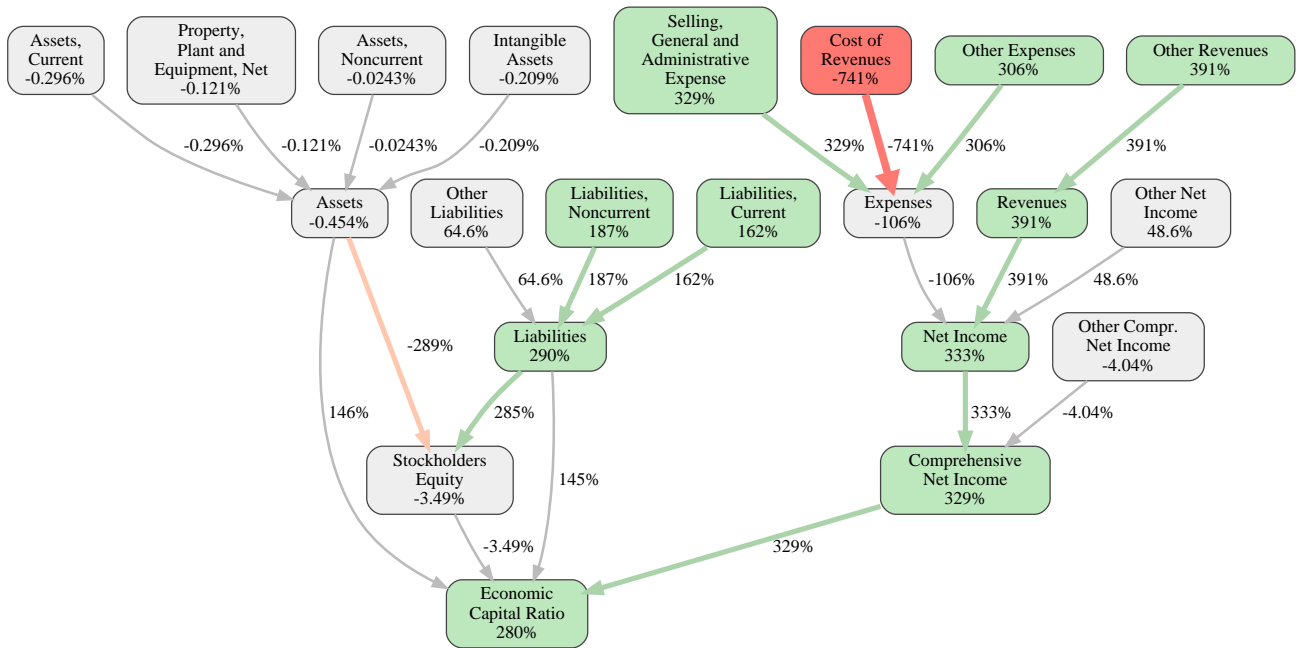 Assets,
Current
-0.296%
Property,
Plant and
Equipment, Net
-0.121%
Assets,
Noncurrent
-0.0243%
Intangible
Assets
-0.209%
Selling,
General and
Administrative
Expense
329%
Cost of
Revenues
-741%
Other Expenses
306%
Other Revenues
391%
-0.296%
-0.121%
-0.0243%
-0.209%
329%
-741%
306%
391%
Assets
-0.454%
Other
Liabilities
64.6%
Liabilities,
Noncurrent
187%
Liabilities,
Current
162%
Expenses
-106%
Revenues
391%
Other Net
Income
48.6%
64.6%
187%
162%
-106%
391%
48.6%
-289%
Liabilities
290%
Net Income
333%
Other Compr.
Net Income
-4.04%
146%
285%
333%
-4.04%
Stockholders
Equity
-3.49%
145%
Comprehensive
Net Income
329%
-3.49%
329%
Economic
Capital Ratio
280%